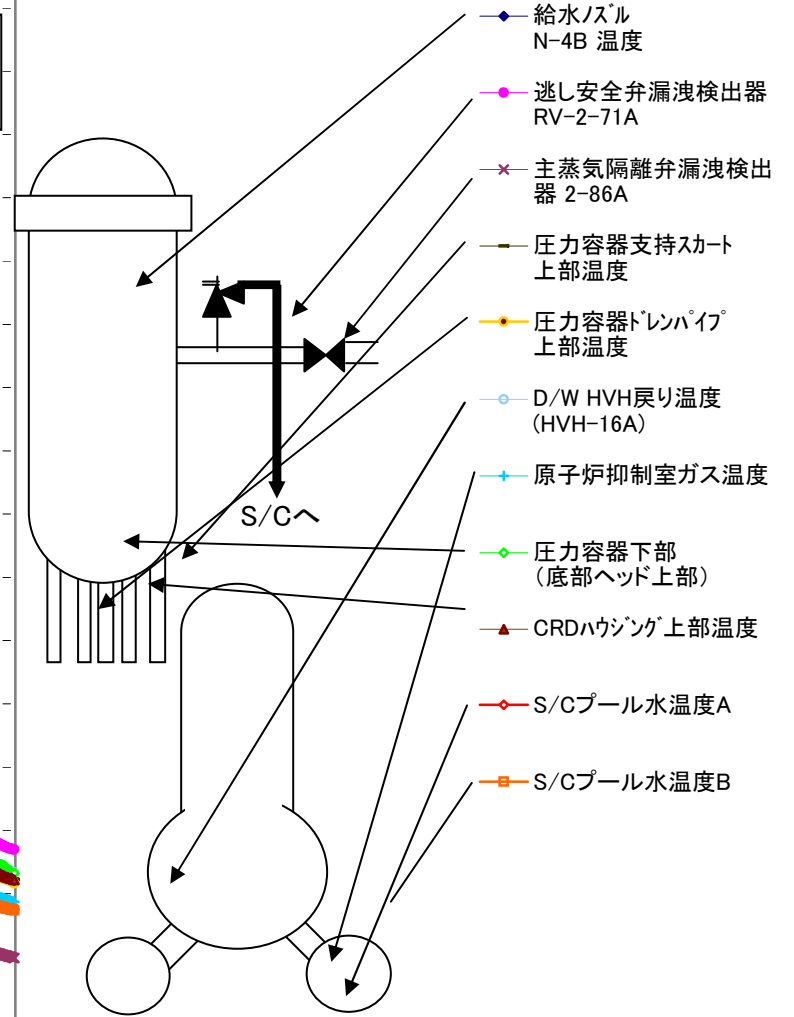 給水ﾉｽﾞﾙ
N-4B 温度
逃し安全弁漏洩検出器
RV-2-71A
主蒸気隔離弁漏洩検出
器 2-86A
圧力容器支持ｽｶｰﾄ
上部温度
圧力容器ﾄﾞﾚﾝﾊﾟｲﾌﾟ
上部温度
D/W HVH戻り温度
(HVH-16A)
原子炉抑制室ガス温度
S/Cへ
圧力容器下部
（底部ヘッド上部）
CRDﾊｳｼﾞﾝｸﾞ上部温度
S/Cプール水温度A
S/Cプール水温度B